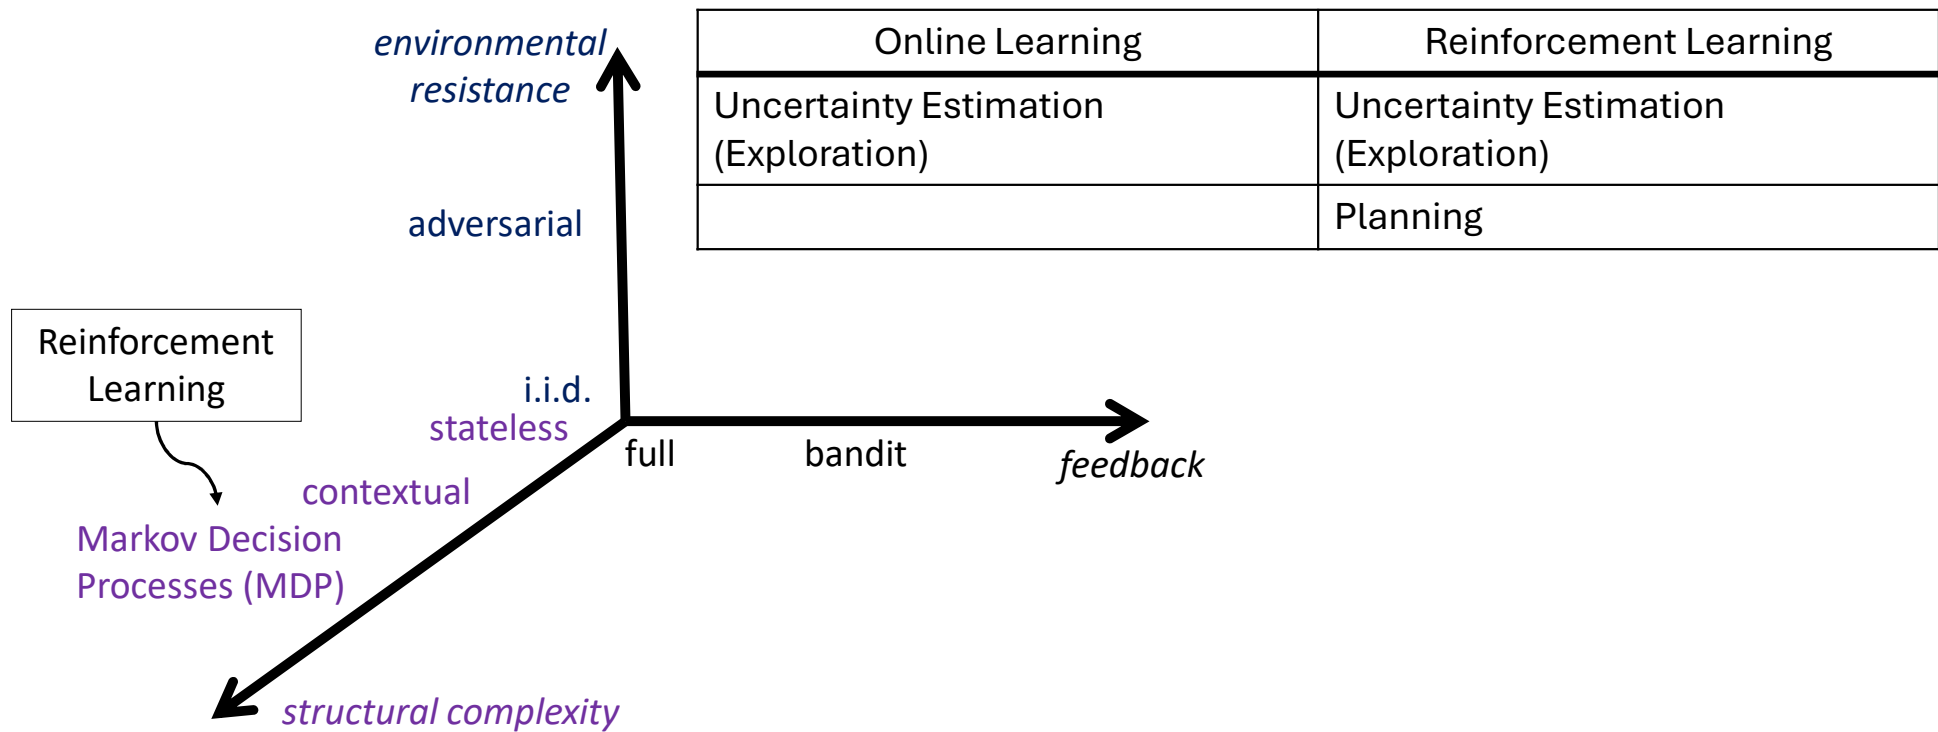 environmental
resistance
Online Learning
Reinforcement Learning
Uncertainty Estimation
(Exploration)
Uncertainty Estimation
(Exploration)
Planning
adversarial
Reinforcement
Learning
i.i.d.
stateless
full
bandit
feedback
contextual
Markov Decision
Processes (MDP)
structural complexity